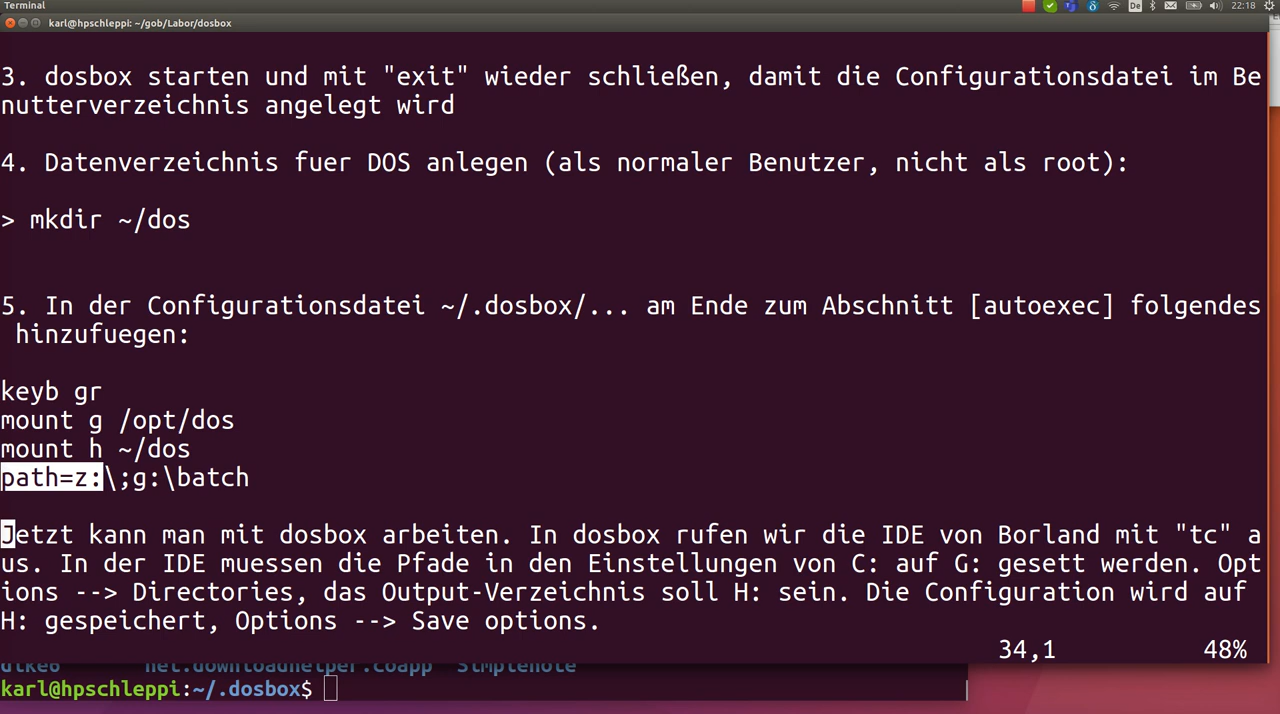 Terminal
De
22:18
karl@hpschleppi: ~/gob/Labor/dosbox
3. dosbox starten und mit "exit" wieder schließen, damit die Configurationsdatei im Be
nutterverzeichnis angelegt wird
4. Datenverzeichnis fuer DOS anlegen (als normaler Benutzer, nicht als root):
> mkdir ~/dos
5. In der Configurationsdatei ~/.dosbox/... am Ende zum Abschnitt [autoexec] folgendes
hinzufuegen:
keyb gr
mount g /opt/dos
mount h ~/dos
path=z:\;g:\batch
Jetzt kann man mit dosbox arbeiten. In dosbox rufen wir die IDE von Borland mit "tc" a
us. In der IDE muessen die Pfade in den Einstellungen von C: auf G: gesett werden. Opt
ions --> Directories, das Output-Verzeichnis soll H: sein. Die Configuration wird auf
H: gespeichert, Options --> Save options.
34,1 48%
net.downloadhelper.coapp Simplenote
karl@hpschleppi:~/.dosbox$